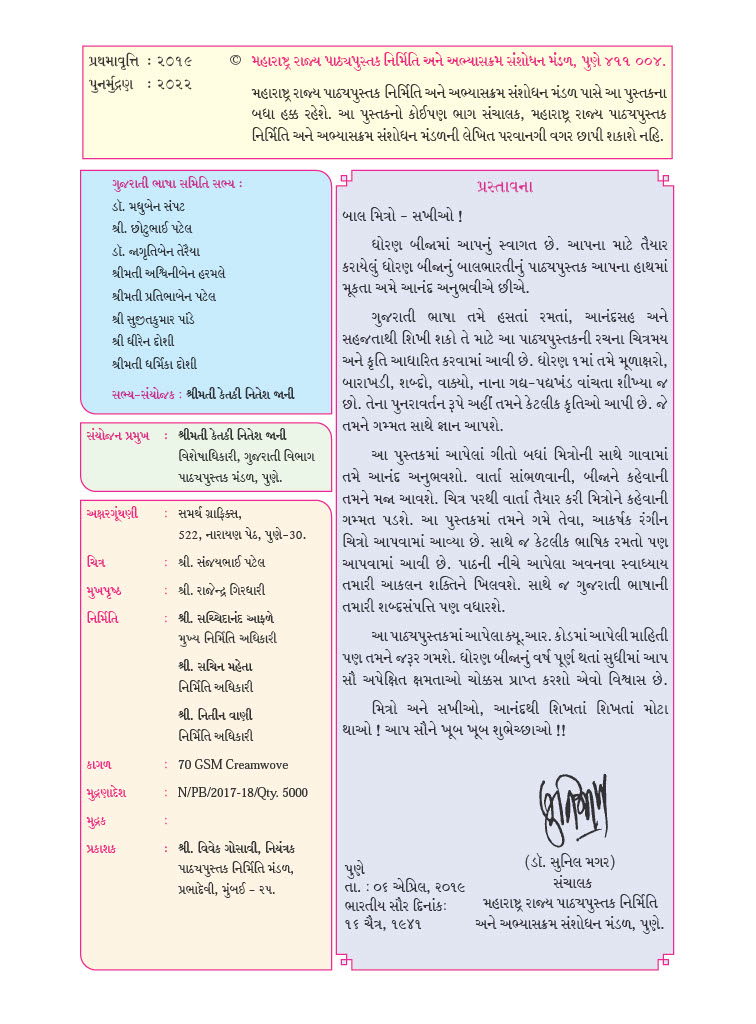 પ્રથમાવૃત્તિ : ૨૦૧૯
પુનર્મુદ્રણ : ૨૦૨૨
© મહારાષ્ટ્ર રાજ્ય પાઠ્યપુસ્તક નિર્મિતિ અને અભ્યાસક્રમ સંશોધન મંડળ, પુણે ૪૧૧ ૦૦૪.
મહારાષ્ટ્ર રાજ્ય પાઠ્યપુસ્તક નિર્મિતિ અને અભ્યાસક્રમ સંશોધન મંડળ પાસે આ પુસ્તકના
બધા હક્ક રહેશે. આ પુસ્તકનો કોઈપણ ભાગ સંચાલક, મહારાષ્ટ્ર રાજ્ય પાઠ્યપુસ્તક
નિર્મિતિ અને અભ્યાસક્રમ સંશોધન મંડળની લેખિત પરવાનગી વગર છાપી શકાશે નહિ.
ગુજરાતી ભાષા સમિતિ સભ્ય :
ડૉ. મધુબેન સંપટ
શ્રી. છોટુભાઈ પટેલ
ડૉ. જાગૃતિબેન તેરૈયા
શ્રીમતી અશ્વિનીબેન હરમલે
શ્રીમતી પ્રતિભાબેન પટેલ
શ્રી સુજીતકુમાર પાંડે
શ્રી ધીરેન દોશી
શ્રીમતી ધર્મિકા દોશી
સભ્ય-સંયોજક : શ્રીમતી કેતકી નિતેશ જાની
સંયોજન પ્રમુખ : શ્રીમતી કેતકી નિતેશ જાની
વિશેષાધિકારી, ગુજરાતી વિભાગ
પાઠ્યપુસ્તક મંડળ, પુણે.
અક્ષરગૂંથણી : સમર્થ ગ્રાફિક્સ,
522, નારાયણ પેઠ, પુણે-30.
ચિત્ર : શ્રી. સંજયભાઈ પટેલ
મુખપૃષ્ઠ : શ્રી. રાજેન્દ્ર ગિરધારી
નિર્મિતિ : શ્રી. સચ્ચિદાનંદ આફળે
મુખ્ય નિર્મિતિ અધિકારી
શ્રી. સચિન મહેતા
નિર્મિતિ અધિકારી
શ્રી. નિતીન વાણી
નિર્મિતિ અધિકારી
કાગળ : 70 GSM Creamwove
મુદ્રણાદેશ : N/PB/2017-18/Qty. 5000
મુદ્રક :
પ્રકાશક : શ્રી. વિવેક ગોસાવી, નિયંત્રક
પાઠ્યપુસ્તક નિર્મિતિ મંડળ,
પ્રભાદેવી, મુંબઈ - ૨૫.
પ્રસ્તાવના
બાલ મિત્રો - સખીઓ !
ધોરણ બીજામાં આપનું સ્વાગત છે. આપના માટે તૈયાર
કરાયેલું ધોરણ બીજાનું બાલભારતીનું પાઠ્યપુસ્તક આપના હાથમાં
મૂકતા અમે આનંદ અનુભવીએ છીએ.
ગુજરાતી ભાષા તમે હસતાં રમતાં, આનંદસહ અને
સહજતાથી શિખી શકો તે માટે આ પાઠ્યપુસ્તકની રચના ચિત્રમય
અને કૃતિ આધારિત કરવામાં આવી છે. ધોરણ ૧માં તમે મૂળાક્ષરો,
બારાખડી, શબ્દો, વાક્યો, નાના ગદ્ય-પદ્યખંડ વાંચતા શીખ્યા જ
છો. તેના પુનરાવર્તન રૂપે અહીં તમને કેટલીક કૃતિઓ આપી છે. જે
તમને ગમ્મત સાથે જ્ઞાન આપશે.
આ પુસ્તકમાં આપેલાં ગીતો બધાં મિત્રોની સાથે ગાવામાં
તમે આનંદ અનુભવશો. વાર્તા સાંભળવાની, બીજાને કહેવાની
તમને મજા આવશે. ચિત્ર પરથી વાર્તા તૈયાર કરી મિત્રોને કહેવાની
ગમ્મત પડશે. આ પુસ્તકમાં તમને ગમે તેવા, આકર્ષક રંગીન
ચિત્રો આપવામાં આવ્યા છે. સાથે જ કેટલીક ભાષિક રમતો પણ
આપવામાં આવી છે. પાઠની નીચે આપેલા અવનવા સ્વાધ્યાય
તમારી આકલન શક્તિને ખિલવશે. સાથે જ ગુજરાતી ભાષાની
તમારી શબ્દસંપત્તિ પણ વધારશે.
આ પાઠ્યપુસ્તકમાં આપેલા ક્યૂ.આર. કોડમાં આપેલી માહિતી
પણ તમને જરૂર ગમશે. ધોરણ બીજાનું વર્ષ પૂર્ણ થતાં સુધીમાં આપ
સૌ અપેક્ષિત ક્ષમતાઓ ચોક્કસ પ્રાપ્ત કરશો એવો વિશ્વાસ છે.
મિત્રો અને સખીઓ, આનંદથી શિખતાં શિખતાં મોટા
થાઓ ! આપ સૌને ખૂબ ખૂબ શુભેચ્છાઓ !!
પુણે
તા. : ૦૬ એપ્રિલ, ૨૦૧૯
ભારતીય સૌર દિનાંક:
૧૬ ચૈત્ર, ૧૯૪૧
(ડૉ. સુનિલ મગર)
સંચાલક
મહારાષ્ટ્ર રાજ્ય પાઠ્યપુસ્તક નિર્મિતિ
અને અભ્યાસક્રમ સંશોધન મંડળ, પુણે.